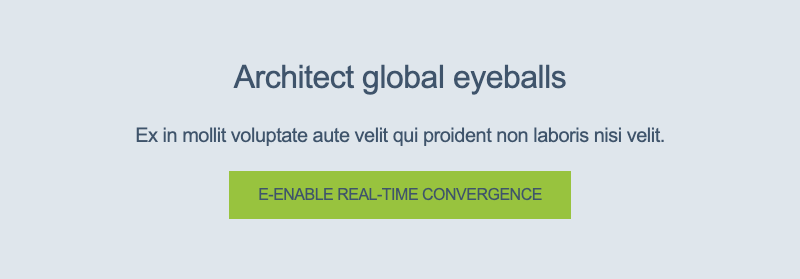 Architect global eyeballs
Ex in mollit voluptate aute velit qui proident non laboris nisi velit.
E-ENABLE REAL-TIME CONVERGENCE